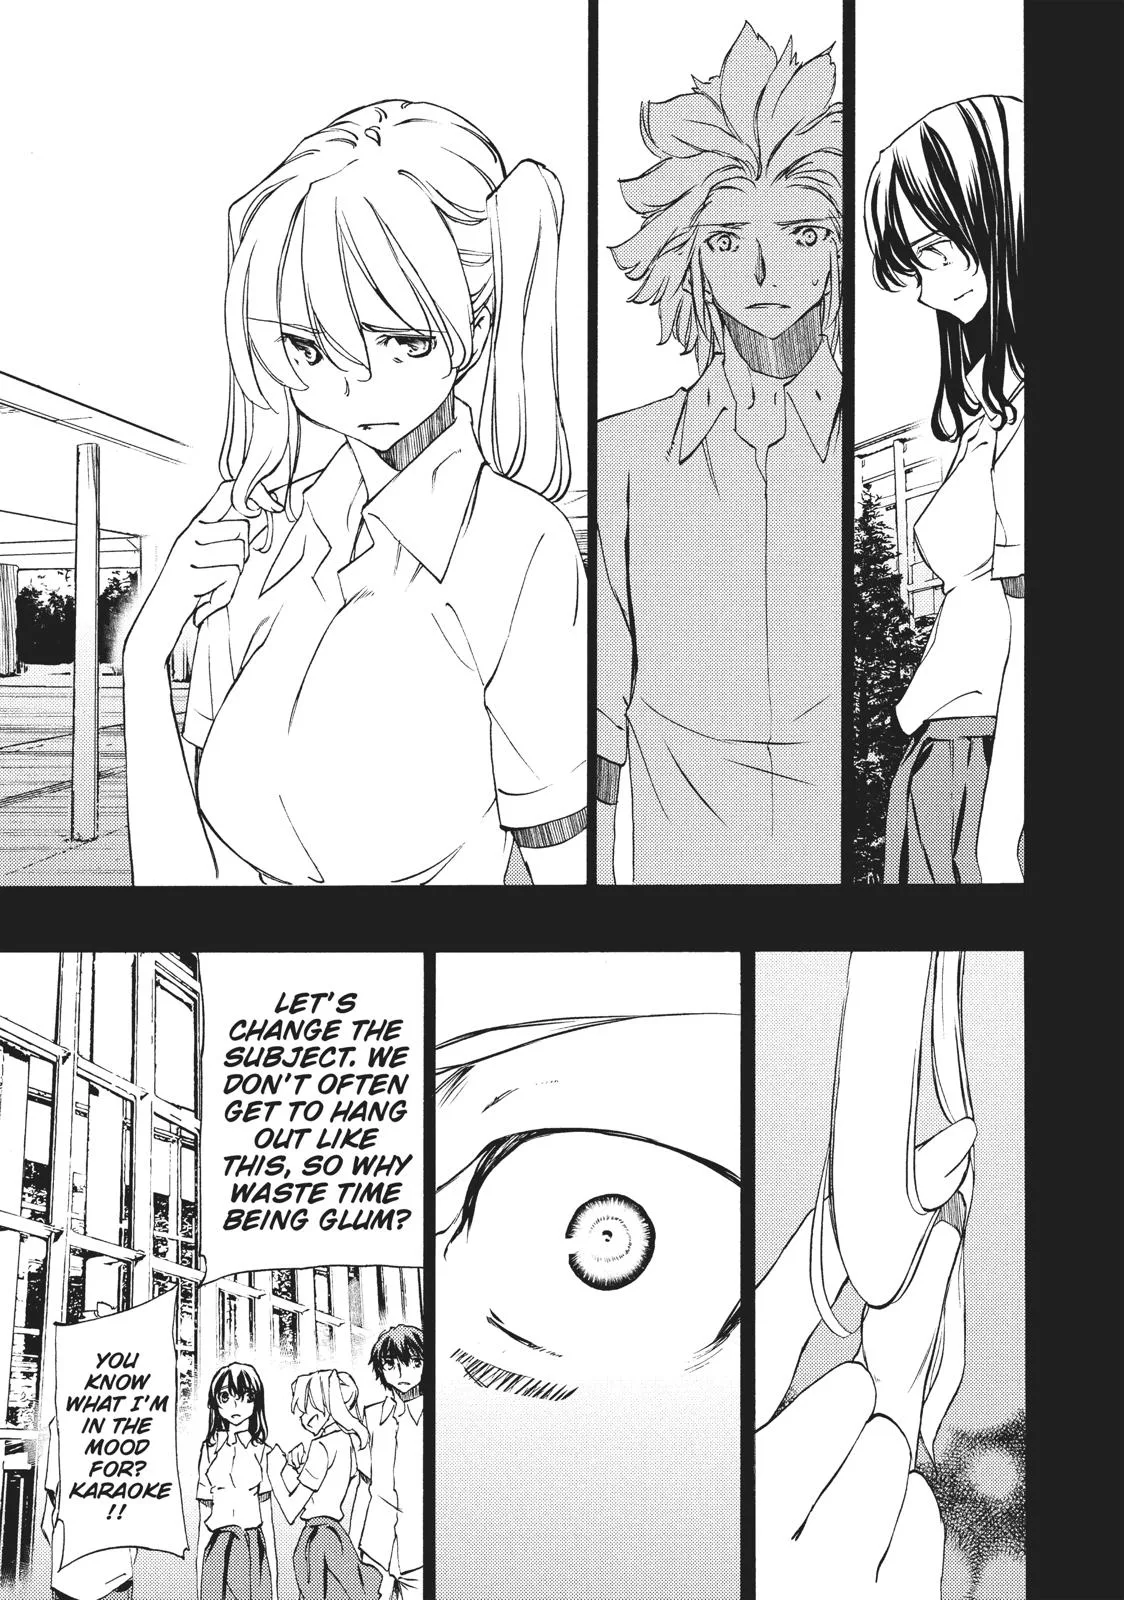 LET'S
CHANGE THE
SUBJECT. WE
DON'T OFTEN
GET TO HANG
OUT LIKE
THIS, SO WHY
WASTE TIME
BEING GLUM?
YOU
KNOW
WHAT I'M
IN THE
MOOD
FOR?
KARAOKE
!!